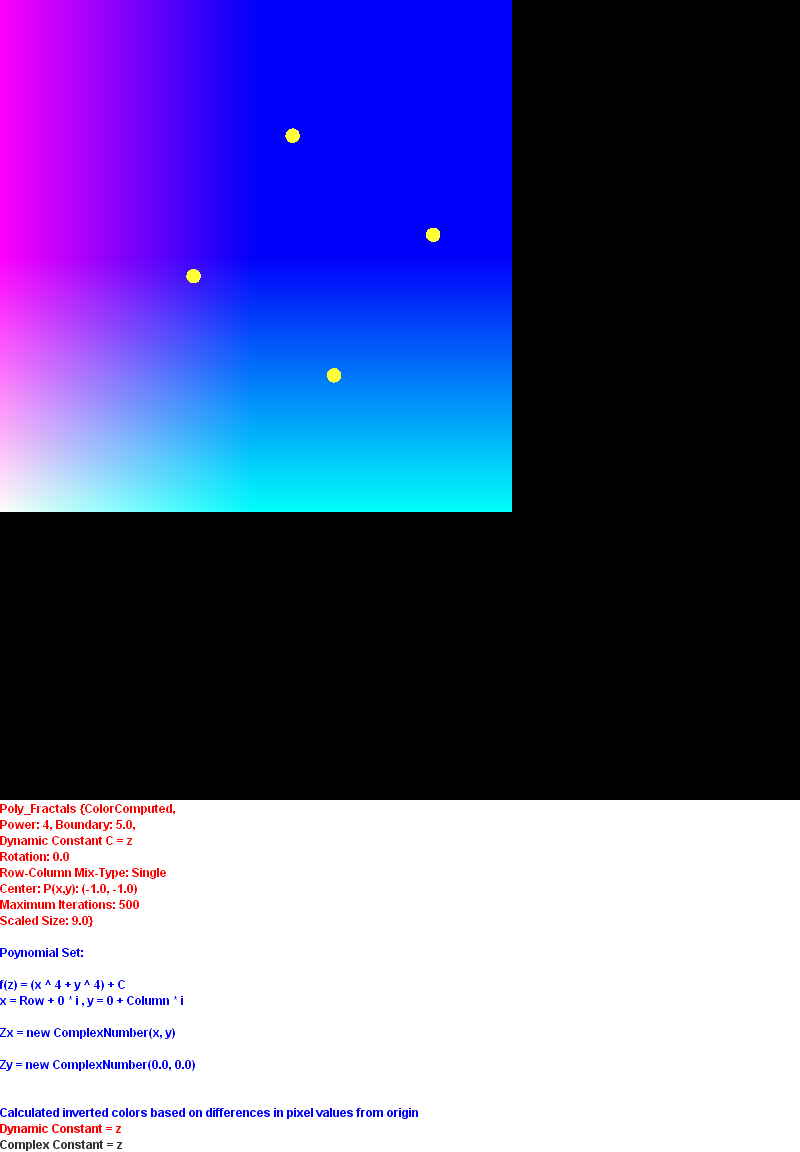 Poly_Fractals {ColorComputed,
Power: 4, Boundary: 5.0,
Dynamic Constant C = z
Rotation: 0.0
Row-Column Mix-Type: Single
Center: P(x,y): (-1.0, -1.0)
Maximum Iterations: 500
Scaled Size: 9.0}
Poynomial Set:
f(z) = (x ^ 4 + y ^ 4) + C
x = Row + 0 * i , y = 0 + Column * i
Zx = new ComplexNumber(x, y)
Zy = new ComplexNumber(0.0, 0.0)
Calculated inverted colors based on differences in pixel values from origin
Dynamic Constant = z
Complex Constant = z